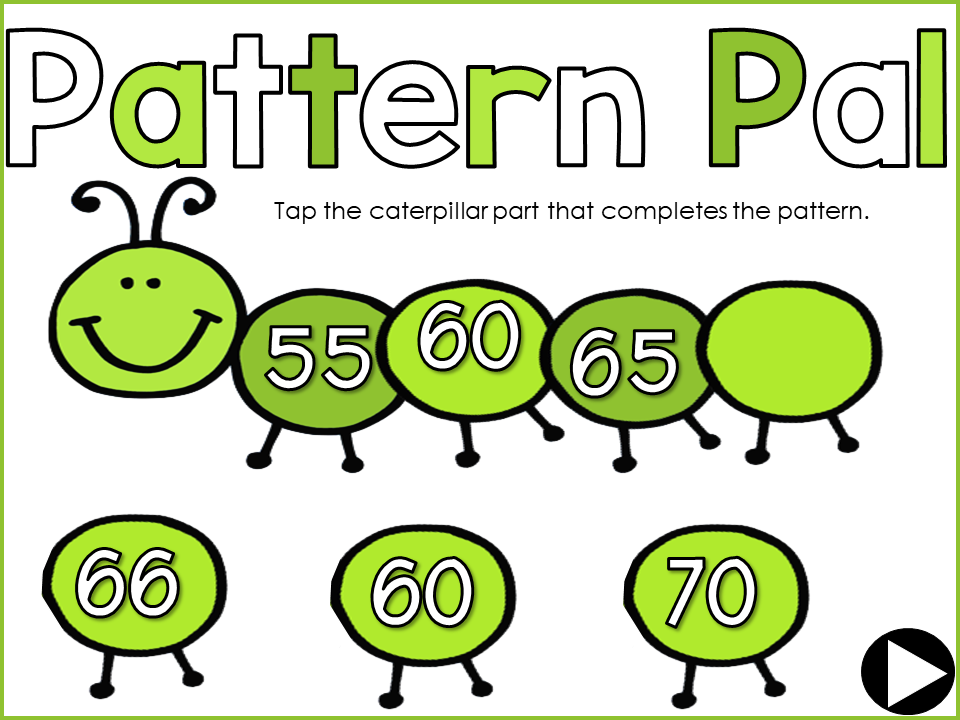 Pattern Pal
Tap the caterpillar part that completes the pattern.
55 60 65
66 60 70